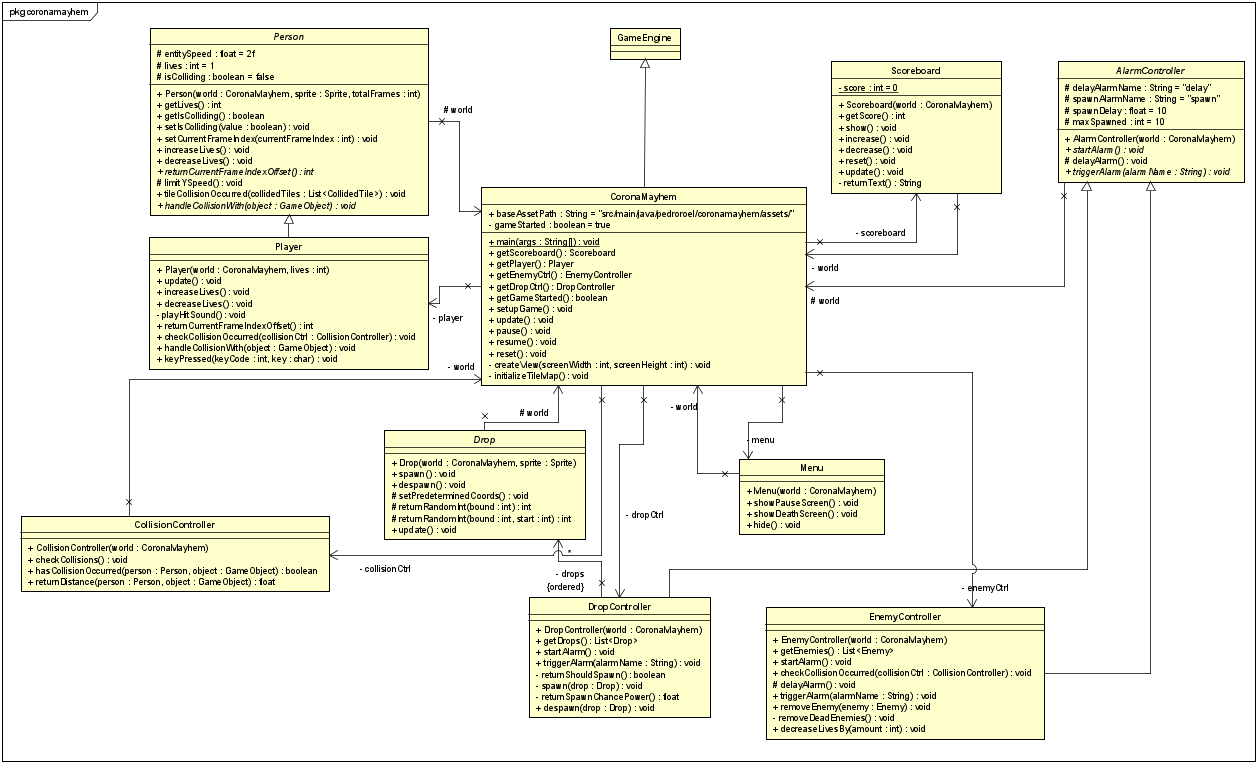 pkg coronamayhem
Person
# entitySpeed : float = 2f
# lives : int = 1
# isColliding : boolean = false
+ Person(world : CoronaMayhem, sprite : Sprite, totalFrames : int)
+ getLives() : int
+ getIsColliding() : boolean
+ setIsColliding(value : boolean) : void
+ setCurrentFrameIndex(currentFrameIndex : int) : void
+ increaseLives() : void
+ decreaseLives() : void
+ returnCurrentFrameIndexOffset() : int
# limitYSpeed() : void
+ tileCollisionOccurred(collidedTiles : List<CollidedTile>) : void
+ handleCollisionWith(object : GameObject) : void
# world
Player
+ Player(world : CoronaMayhem, lives : int)
+ update() : void
+ increaseLives() : void
+ decreaseLives() : void
- playHitSound() : void
+ returnCurrentFrameIndexOffset() : int
+ checkCollisionOccurred(collisionCtrl : CollisionController) : void
+ handleCollisionWith(object : GameObject) : void
+ keyPressed(keyCode : int, key : char) : void
- player
GameEngine
CoronaMayhem
+ baseAssetPath : String = "src/main/java/pedroroel/coronamayhem/assets/"
- gameStarted : boolean = true
+ main(args : String[]) : void
+ getScoreboard() : Scoreboard
+ getPlayer() : Player
+ getEnemyCtrl() : EnemyController
+ getDropCtrl() : DropController
+ getGameStarted() : boolean
+ setupGame() : void
+ update() : void
+ pause() : void
+ resume() : void
+ reset() : void
- createView(screenWidth : int, screenHeight : int) : void
- initializeTileMap() : void
Scoreboard
- score : int = 0
+ Scoreboard(world : CoronaMayhem)
+ getScore() : int
+ show() : void
+ increase() : void
+ decrease() : void
+ reset() : void
+ update() : void
- returnText() : String
- scoreboard
- world
AlarmController
# delayAlarmName : String = "delay"
# spawnAlarmName : String = "spawn"
# spawnDelay : float = 10
# maxSpawned : int = 10
+ AlarmController(world : CoronaMayhem)
+ startAlarm() : void
# delayAlarm() : void
+ triggerAlarm(alarmName : String) : void
# world
- world
# world
- world
- menu
Drop
+ Drop(world : CoronaMayhem, sprite : Sprite)
+ spawn() : void
+ despawn() : void
# setPredeterminedCoords() : void
# returnRandomInt(bound : int) : int
# returnRandomInt(bound : int, start : int) : int
+ update() : void
Menu
+ Menu(world : CoronaMayhem)
+ showPauseScreen() : void
+ showDeathScreen() : void
+ hide() : void
- dropCtrl
CollisionController
+ CollisionController(world : CoronaMayhem)
+ checkCollisions() : void
+ hasCollisionOccurred(person : Person, object : GameObject) : boolean
+ returnDistance(person : Person, object : GameObject) : float
- collisionCtrl
*
- drops
{ordered}
- enemyCtrl
DropController
+ DropController(world : CoronaMayhem)
+ getDrops() : List<Drop>
+ startAlarm() : void
+ triggerAlarm(alarmName : String) : void
- returnShouldSpawn() : boolean
- spawn(drop : Drop) : void
- returnSpawnChancePower() : float
+ despawn(drop : Drop) : void
EnemyController
+ EnemyController(world : CoronaMayhem)
+ getEnemies() : List<Enemy>
+ startAlarm() : void
+ checkCollisionOccurred(collisionCtrl : CollisionController) : void
# delayAlarm() : void
+ triggerAlarm(alarmName : String) : void
+ removeEnemy(enemy : Enemy) : void
- removeDeadEnemies() : void
+ decreaseLivesBy(amount : int) : void